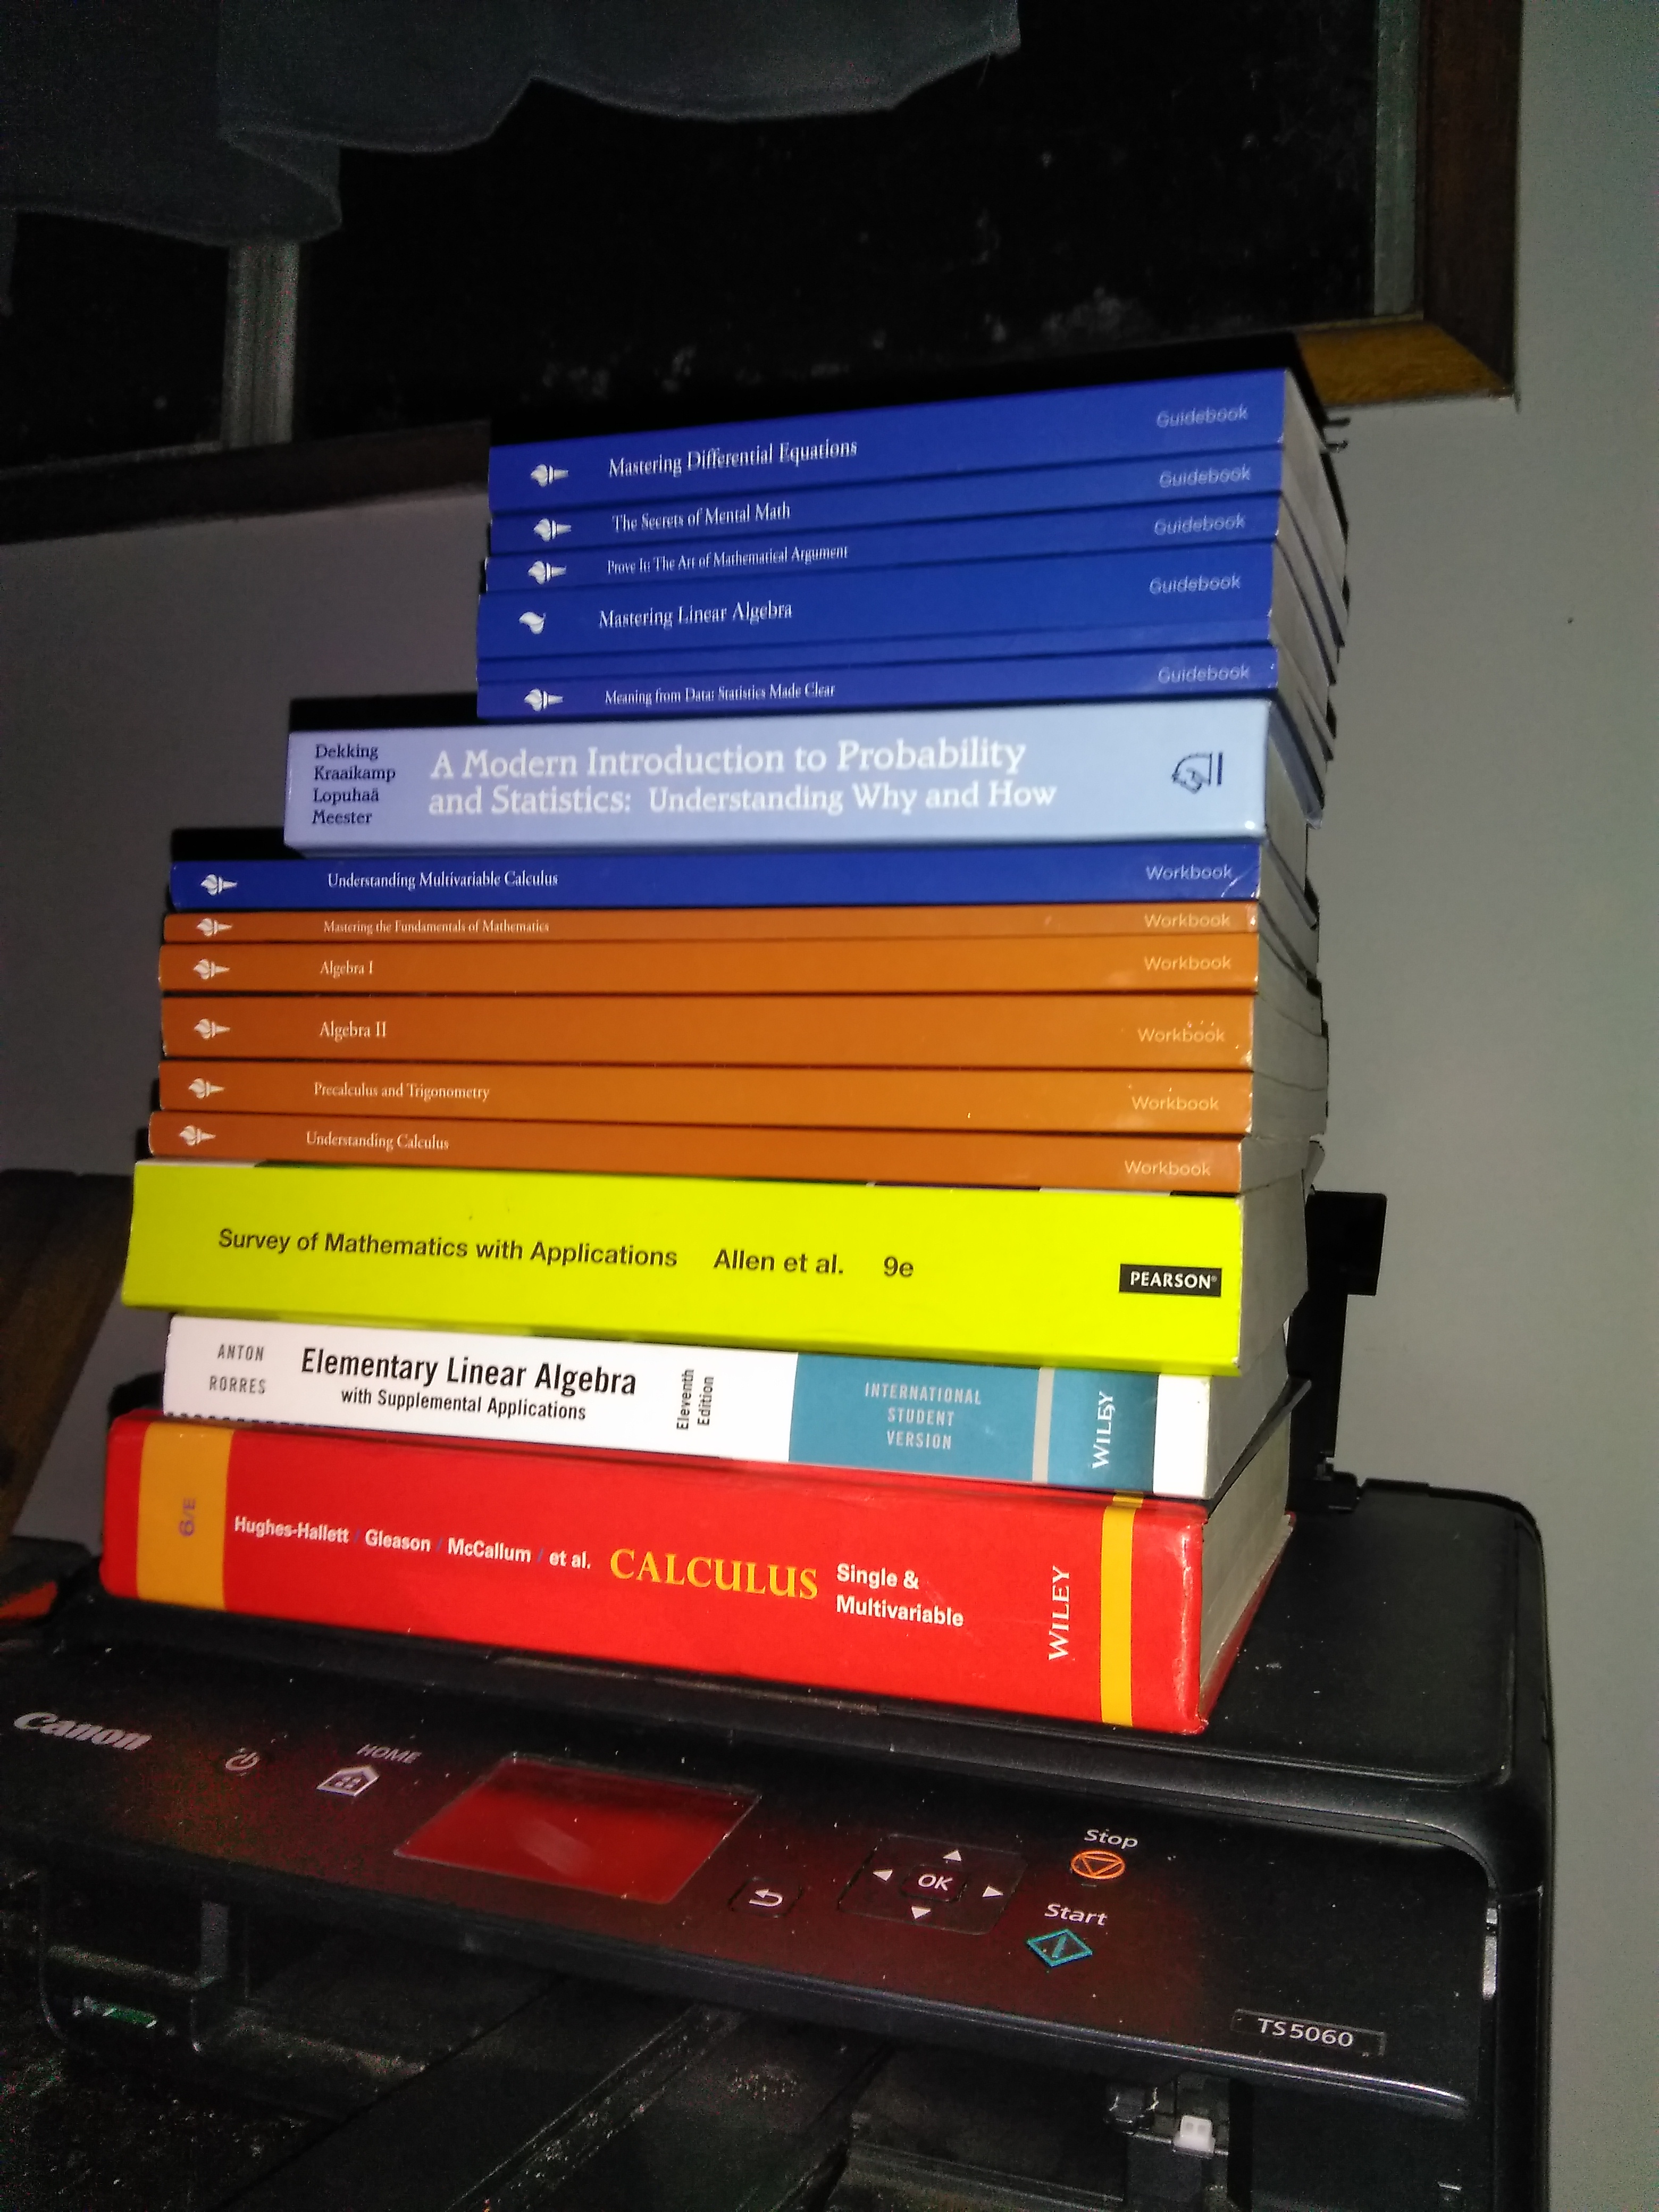 Mastering Differential Equations Guidebook
The Secrets of Mental Math Guidebook
Prove It: The Art of Mathematical Argument Guidebook
Mastering Linear Algebra Guidebook
Meaning from Data: Statistics Made Clear Guidebook
Dekking
Kraaikamp
Lopuhaä
Meester
A Modern Introduction to Probability
and Statistics: Understanding Why and How
Understanding Multivariable Calculus Workbook
Mastering the Fundamentals of Mathematics Workbook
Algebra I Workbook
Algebra II Workbook
Precalculus and Trigonometry Workbook
Understanding Calculus Workbook
Survey of Mathematics with Applications Allen et al. 9e PEARSON®
ANTON
RORRES
Elementary Linear Algebra
with Supplemental Applications
Eleventh
Edition
INTERNATIONAL
STUDENT
VERSION
WILEY
6/E
Hughes-Hallett / Gleason / McCallum / et al. CALCULUS Single &
Multivariable
WILEY
Canon
HOME
OK
Stop
Start
TS5060